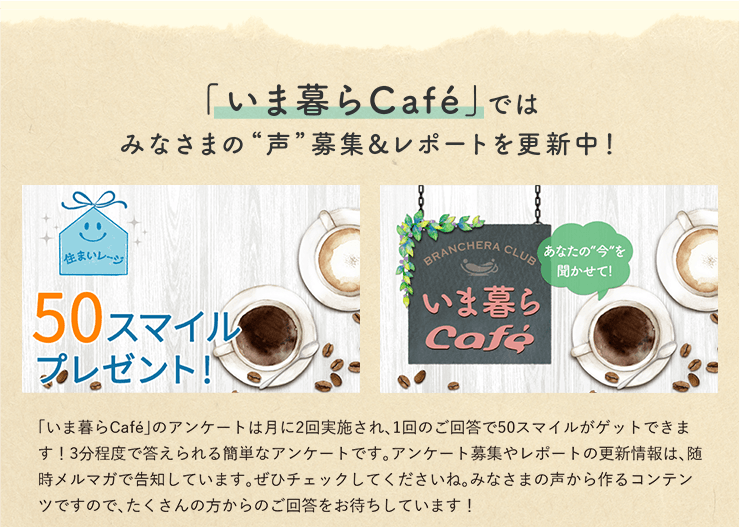 「いま暮らCafé」では
みなさまの“声”募集&レポートを更新中！
住まいレージ
50スマイル
プレゼント！
BRANCHERA CLUB
いま暮ら
Café
あなたの“今”を
聞かせて！
「いま暮らCafé」のアンケートは月に2回実施され、1回のご回答で50スマイルがゲットできま
す！3分程度で答えられる簡単なアンケートです。アンケート募集やレポートの更新情報は、随
時メルマガで告知しています。ぜひチェックしてくださいね。みなさまの声から作るコンテン
ツですので、たくさんの方からのご回答をお待ちしています！